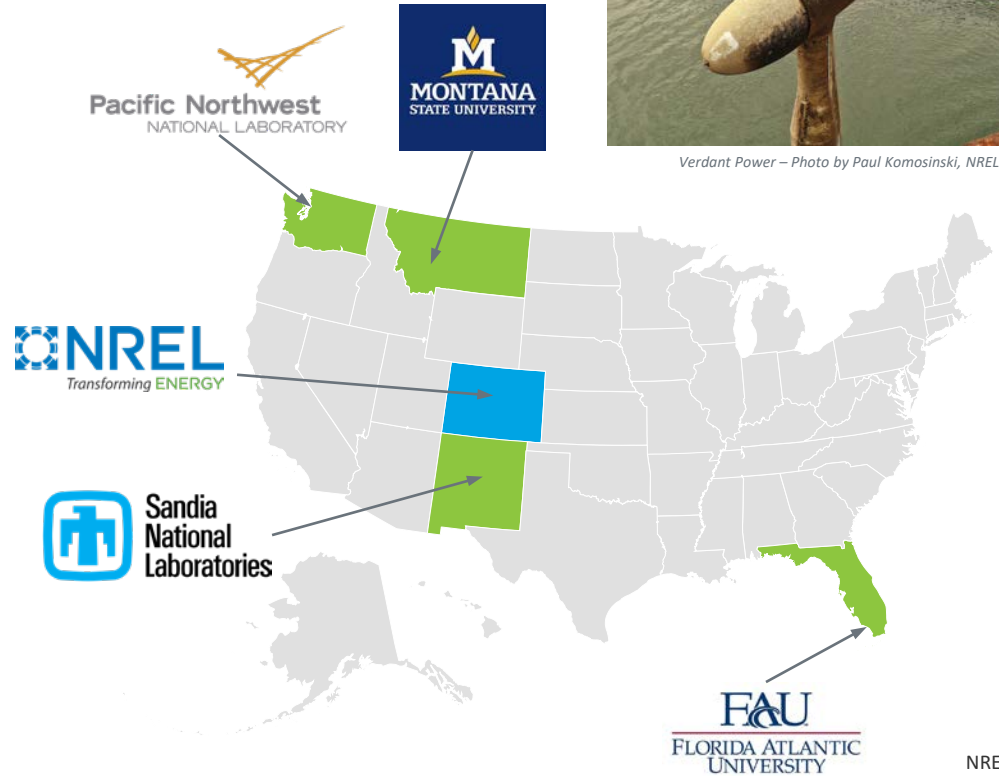 Pacific Northwest
NATIONAL LABORATORY
M
MONTANA
STATE UNIVERSITY
Verdant Power – Photo by Paul Komosinski, NREL
NREL
Transforming ENERGY
Sandia
National
Laboratories
FAU
FLORIDA ATLANTIC
UNIVERSITY
NRE